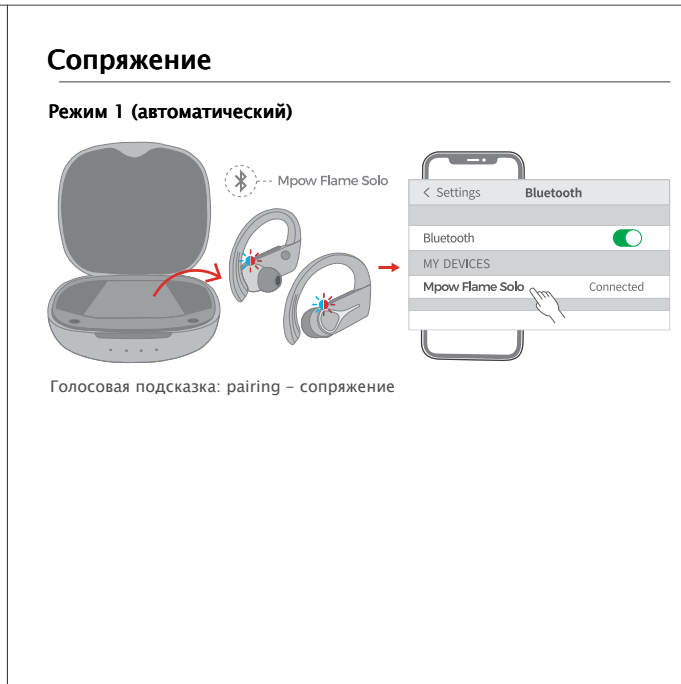 Сопряжение
Режим 1 (автоматический)
Mpow Flame Solo
< Settings Bluetooth
Bluetooth
MY DEVICES
Mpow Flame Solo Connected
Голосовая подсказка: pairing – сопряжение